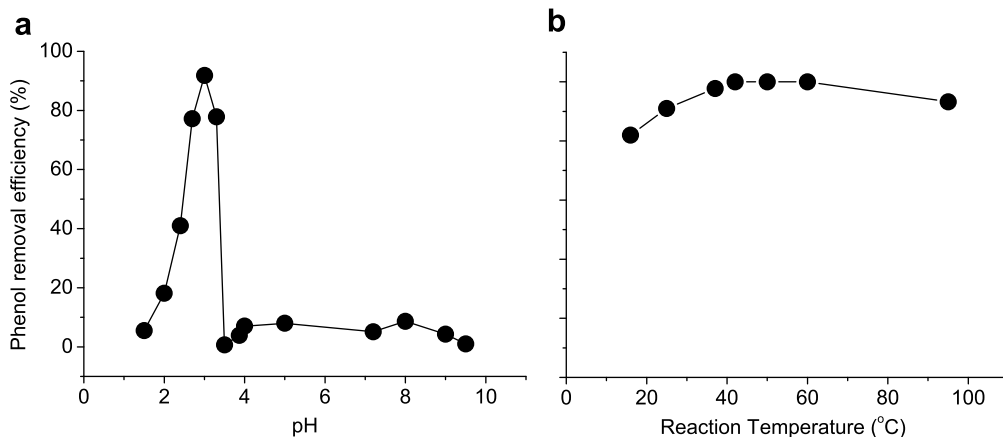 a
b
Phenol removal efficiency (%)
100
80
60
40
20
0
0 2 4 6 8 10
pH
0 20 40 60 80 100
Reaction Temperature (°C)